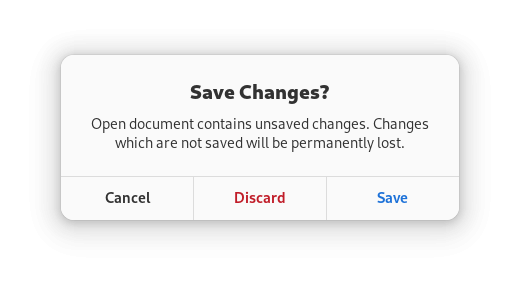 Save Changes?
Open document contains unsaved changes. Changes
which are not saved will be permanently lost.
Cancel Discard Save